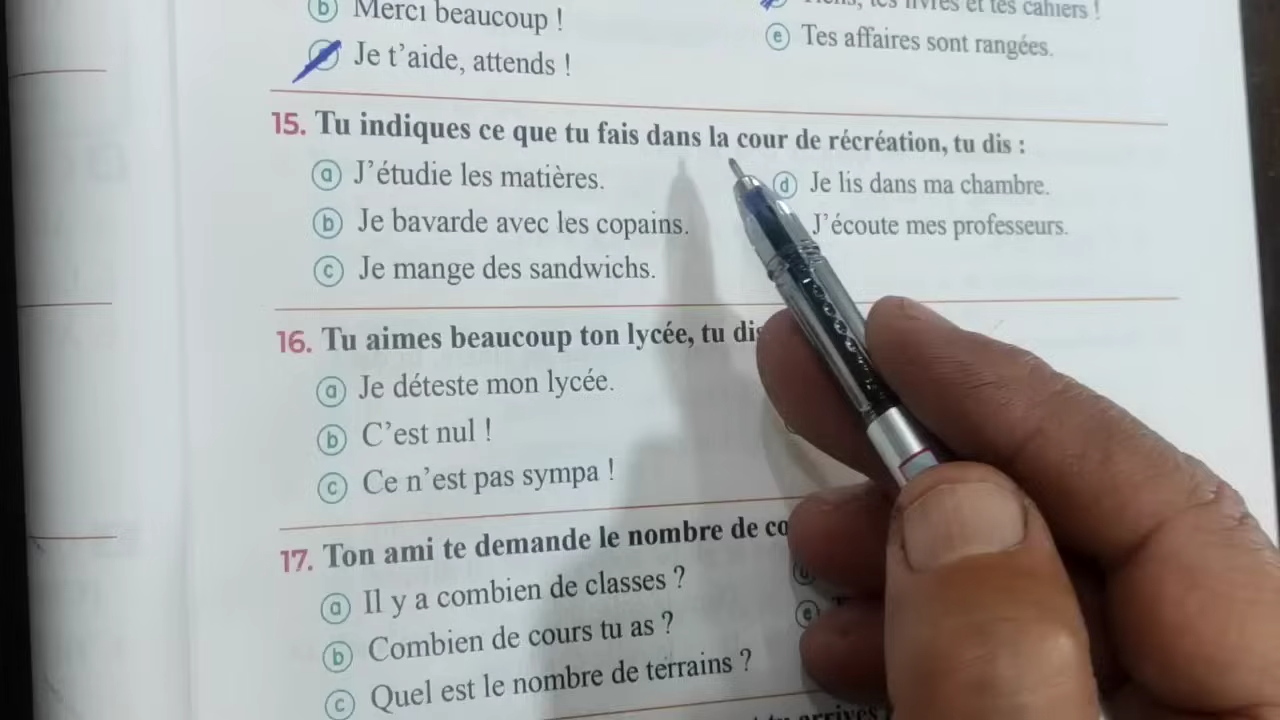 b Merci beaucoup !
Je t'aide, attends !
livres et tes cahiers !
e Tes affaires sont rangées.
15. Tu indiques ce que tu fais dans la cour de récréation, tu dis :
a J'étudie les matières.
b Je bavarde avec les copains.
c Je mange des sandwichs.
d Je lis dans ma chambre.
J'écoute mes professeurs.
16. Tu aimes beaucoup ton lycée, tu
a Je déteste mon lycée.
b C'est nul !
c Ce n'est pas sympa !
17. Ton ami te demande le nombre de
a Il y a combien de classes ?
b Combien de cours tu as ?
c Quel est le nombre de terrains ?
e